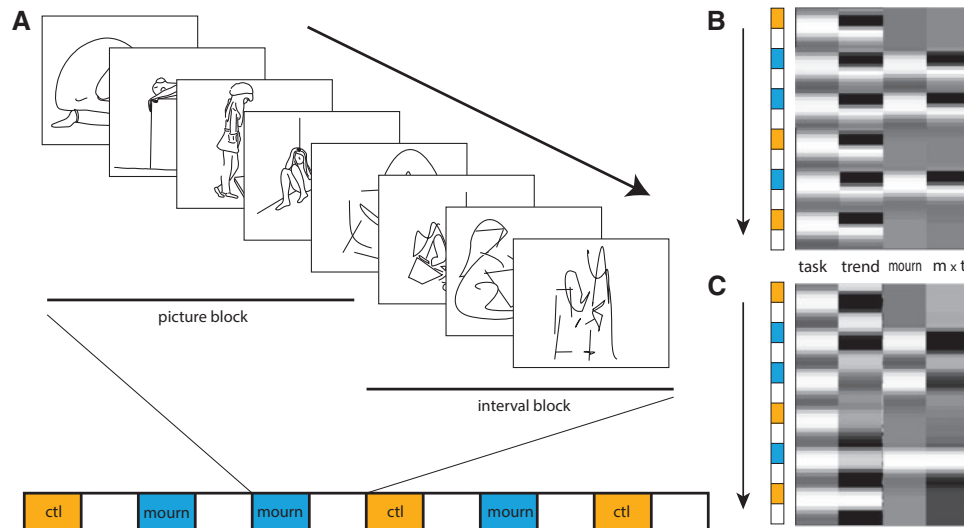 A
picture block
interval block
ctl
mourn
mourn
ctl
mourn
ctl
B
task trend mourn m x t
C